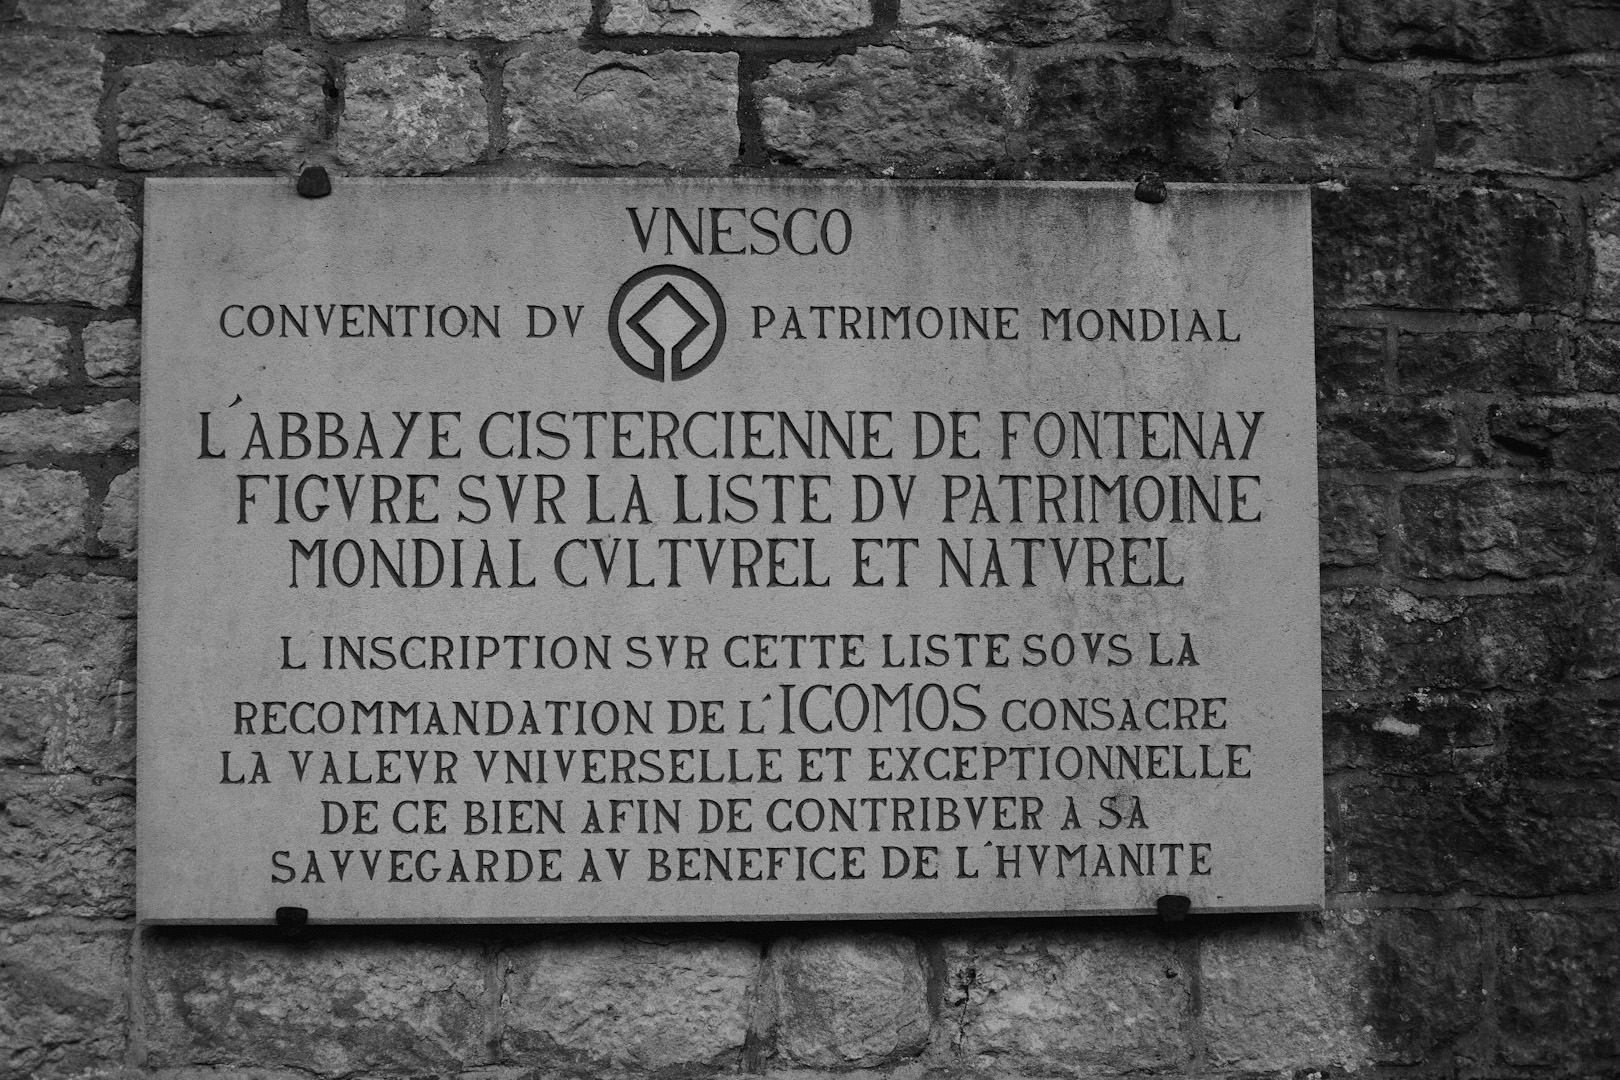 VNESCO
CONVENTION DV PATRIMOINE MONDIAL
L'ABBAYE CISTERCIENNE DE FONTENAY
FIGVRE SVR LA LISTE DV PATRIMOINE
MONDIAL CVLTVREL ET NATVREL
L INSCRIPTION SVR CETTE LISTE SOVS LA
RECOMMANDATION DE L'ICOMOS CONSACRE
LA VALEVR VNIVERSELLE ET EXCEPTIONNELLE
DE CE BIEN AFIN DE CONTRIBVER A SA
SAVVEGARDE AV BENEFICE DE L'HVMANITE